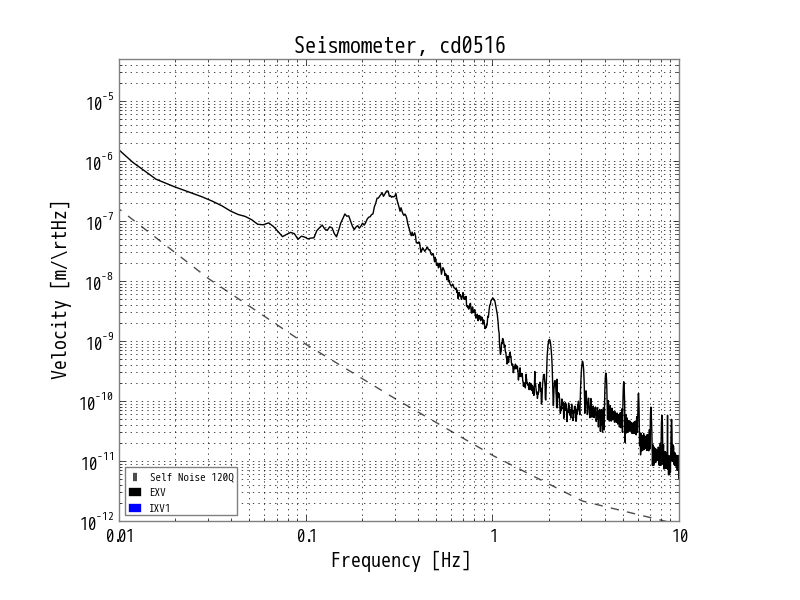 Seismometer, cd0516
Velocity [m/\rtHz]
10-5
10-6
10-7
10-8
10-9
10-10
10-11
10-12
Self Noise 120Q
EXV
IXV1
0.01 0.1 1 10
Frequency [Hz]